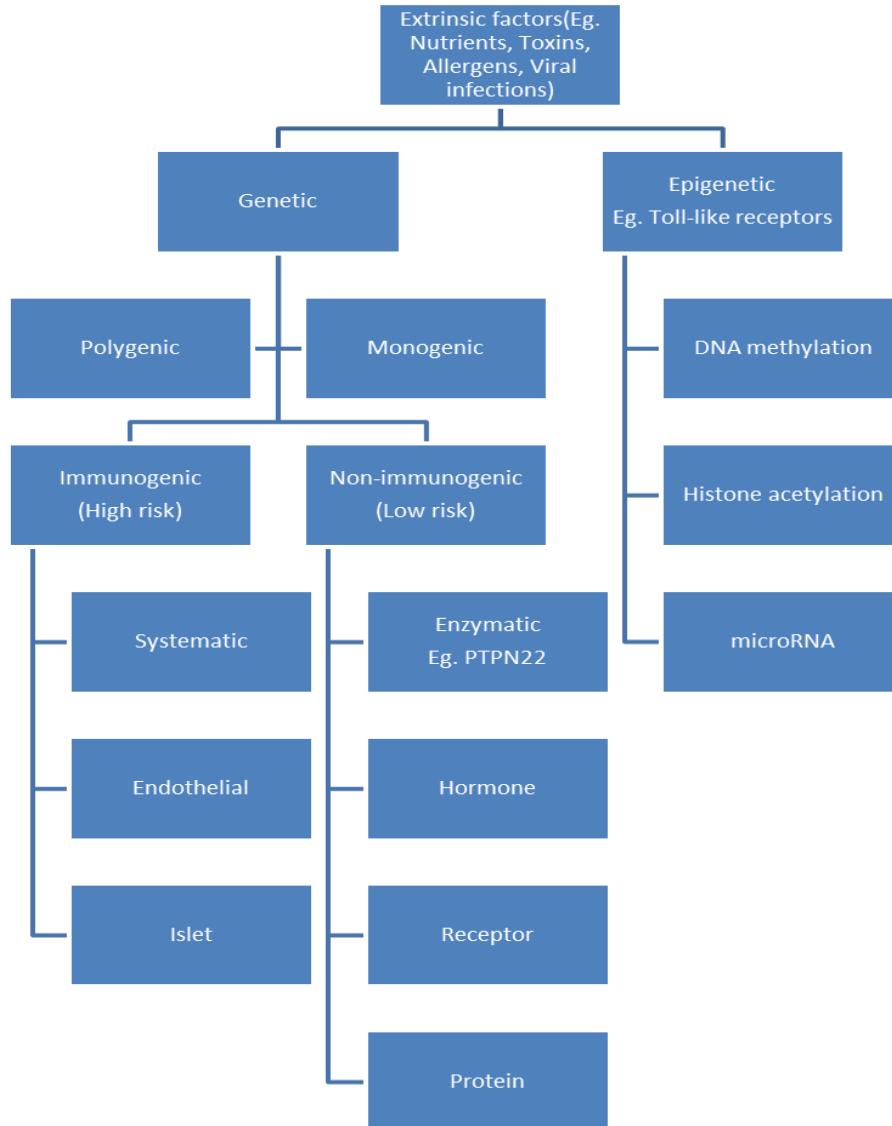 Extrinsic factors(Eg.
Nutrients, Toxins,
Allergens, Viral
infections)
Genetic
Epigenetic
Eg. Toll-like receptors
Polygenic
Monogenic
DNA methylation
Immunogenic
(High risk)
Non-immunogenic
(Low risk)
Histone acetylation
Systematic
Enzymatic
Eg. PTPN22
microRNA
Endothelial
Hormone
Islet
Receptor
Protein